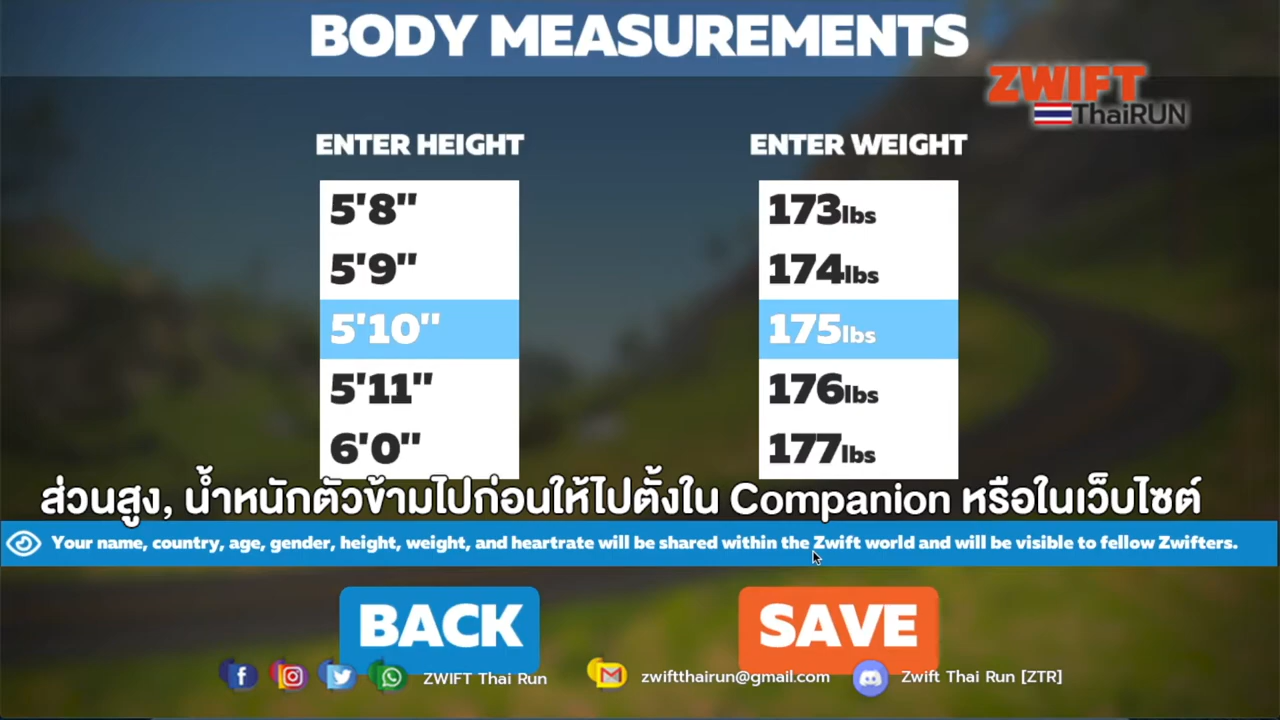 BODY MEASUREMENTS
ZWIFT
ThaiRUN
ENTER HEIGHT
ENTER WEIGHT
5'8"
173lbs
5'9"
174lbs
5'10"
175lbs
5'11"
176lbs
6'0"
177lbs
ส่วนสูง, น้ำหนักตัวข้ามไปก่อนให้ไปตั้งใน Companion หรือในเว็บไซต์
Your name, country, age, gender, height, weight, and heartrate will be shared within the Zwift world and will be visible to fellow Zwifters.
BACK
SAVE
ZWIFT Thai Run
zwiftthairun@gmail.com
Zwift Thai Run [ZTR]